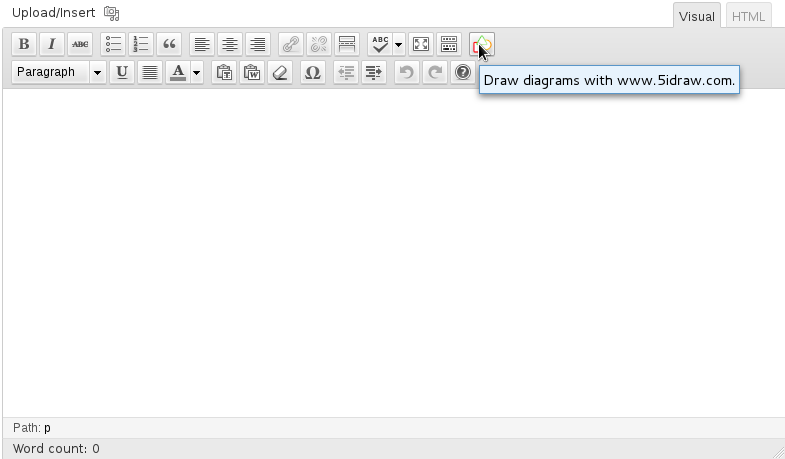 Upload/Insert
Visual HTML
B I ABC “ ABC
Paragraph U A T W Ω ?
Draw diagrams with www.5idraw.com.
Path: p
Word count: 0